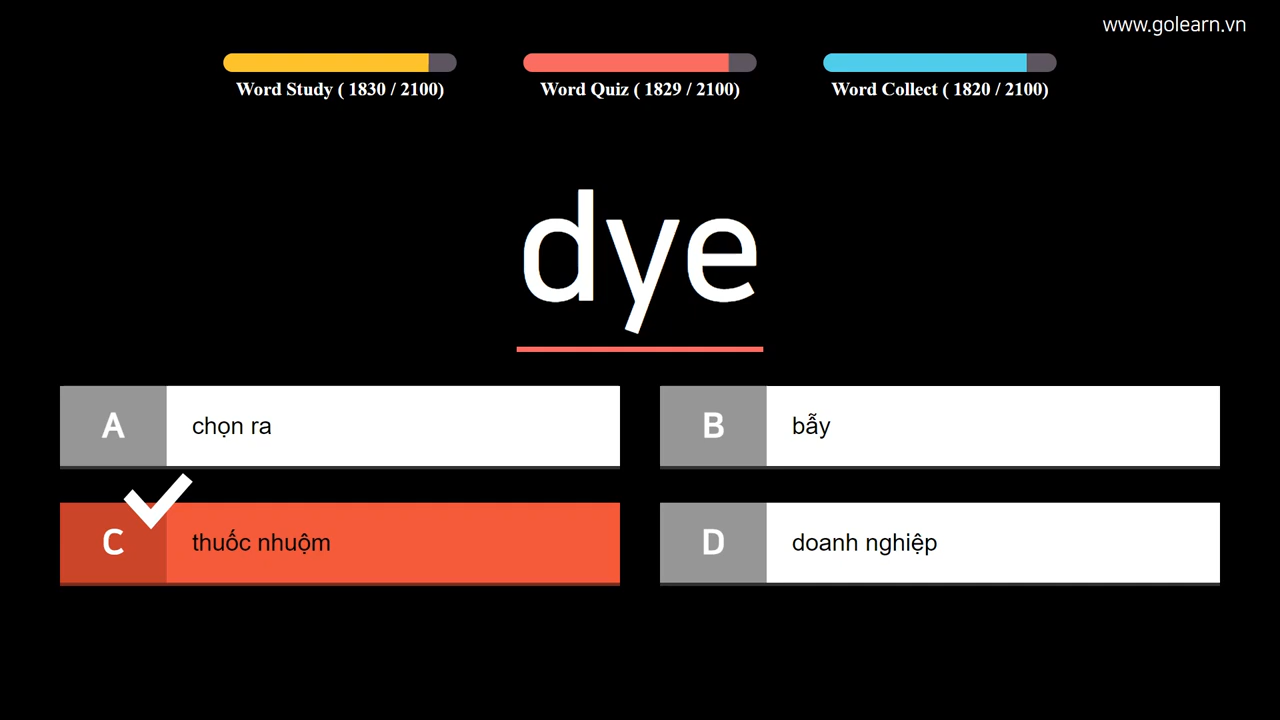 www.golearn.vn
Word Study ( 1830 / 2100)
Word Quiz ( 1829 / 2100)
Word Collect ( 1820 / 2100)
dye
A
chọn ra
B
bẫy
C
thuốc nhuộm
D
doanh nghiệp